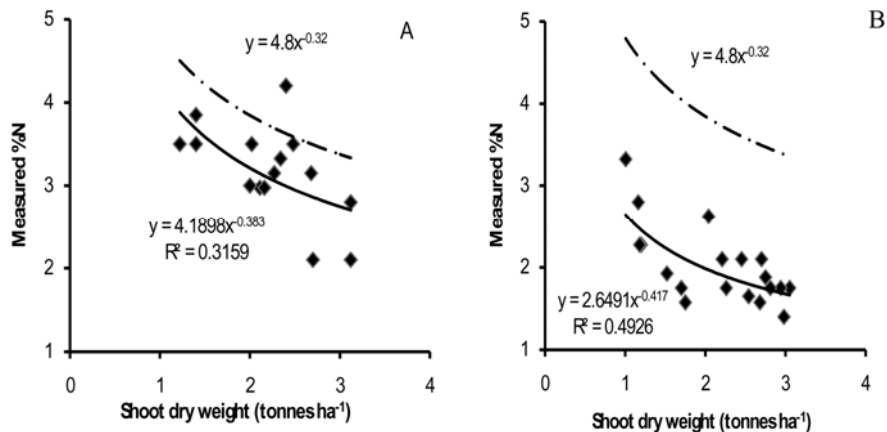 A
y = 4.8x^-0.32
5
4
3
2
1
Measured %N
y = 4.1898x^-0.383
R² = 0.3159
0 1 2 3 4
Shoot dry weight (tonnes ha^-1)
B
y = 4.8x^-0.32
5
4
3
2
1
Measured %N
y = 2.6491x^-0.417
R² = 0.4926
0 1 2 3 4
Shoot dry weight (tonnes ha^-1)